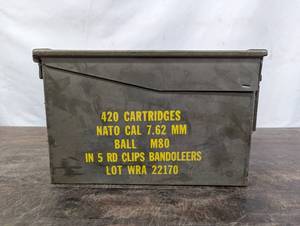 420 CARTRIDGES
NATO CAL 7.62 MM
BALL M80
IN 5 RD CLIPS BANDOLEERS
LOT WRA 22170